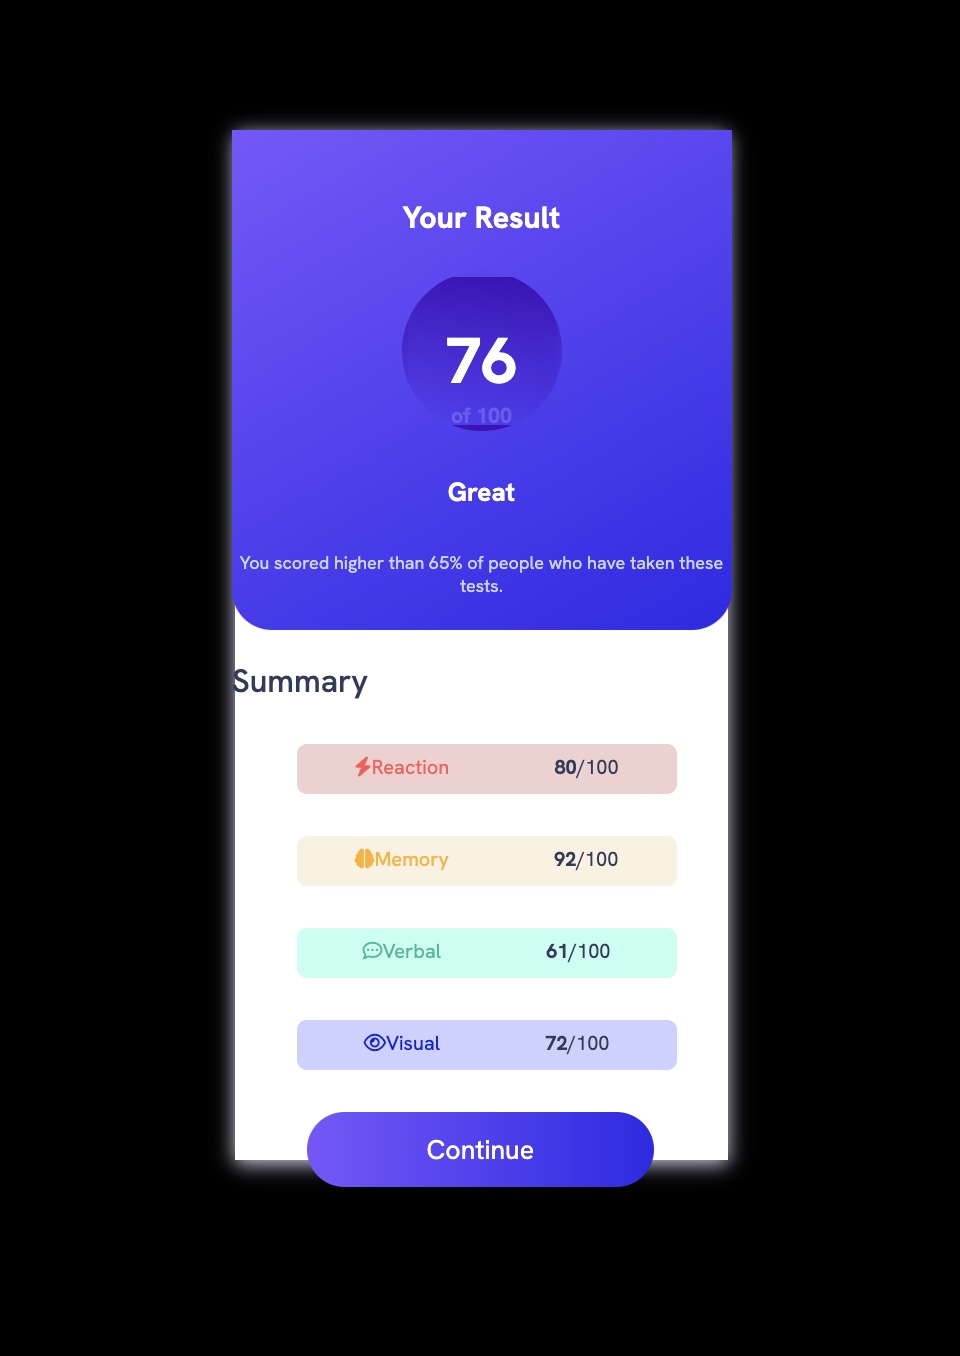 Your Result
76
of 100
Great
You scored higher than 65% of people who have taken these
tests.
Summary
Reaction 80/100
Memory 92/100
Verbal 61/100
Visual 72/100
Continue